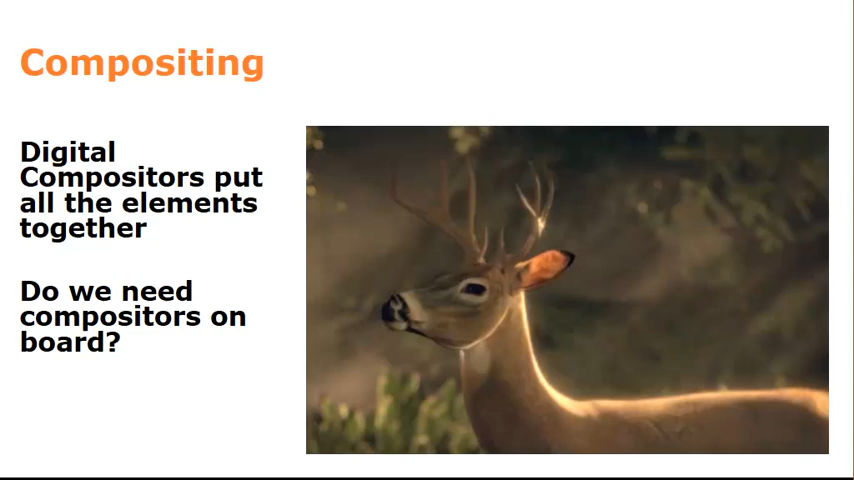 Compositing
Digital
Compositors put
all the elements
together
Do we need
compositors on
board?